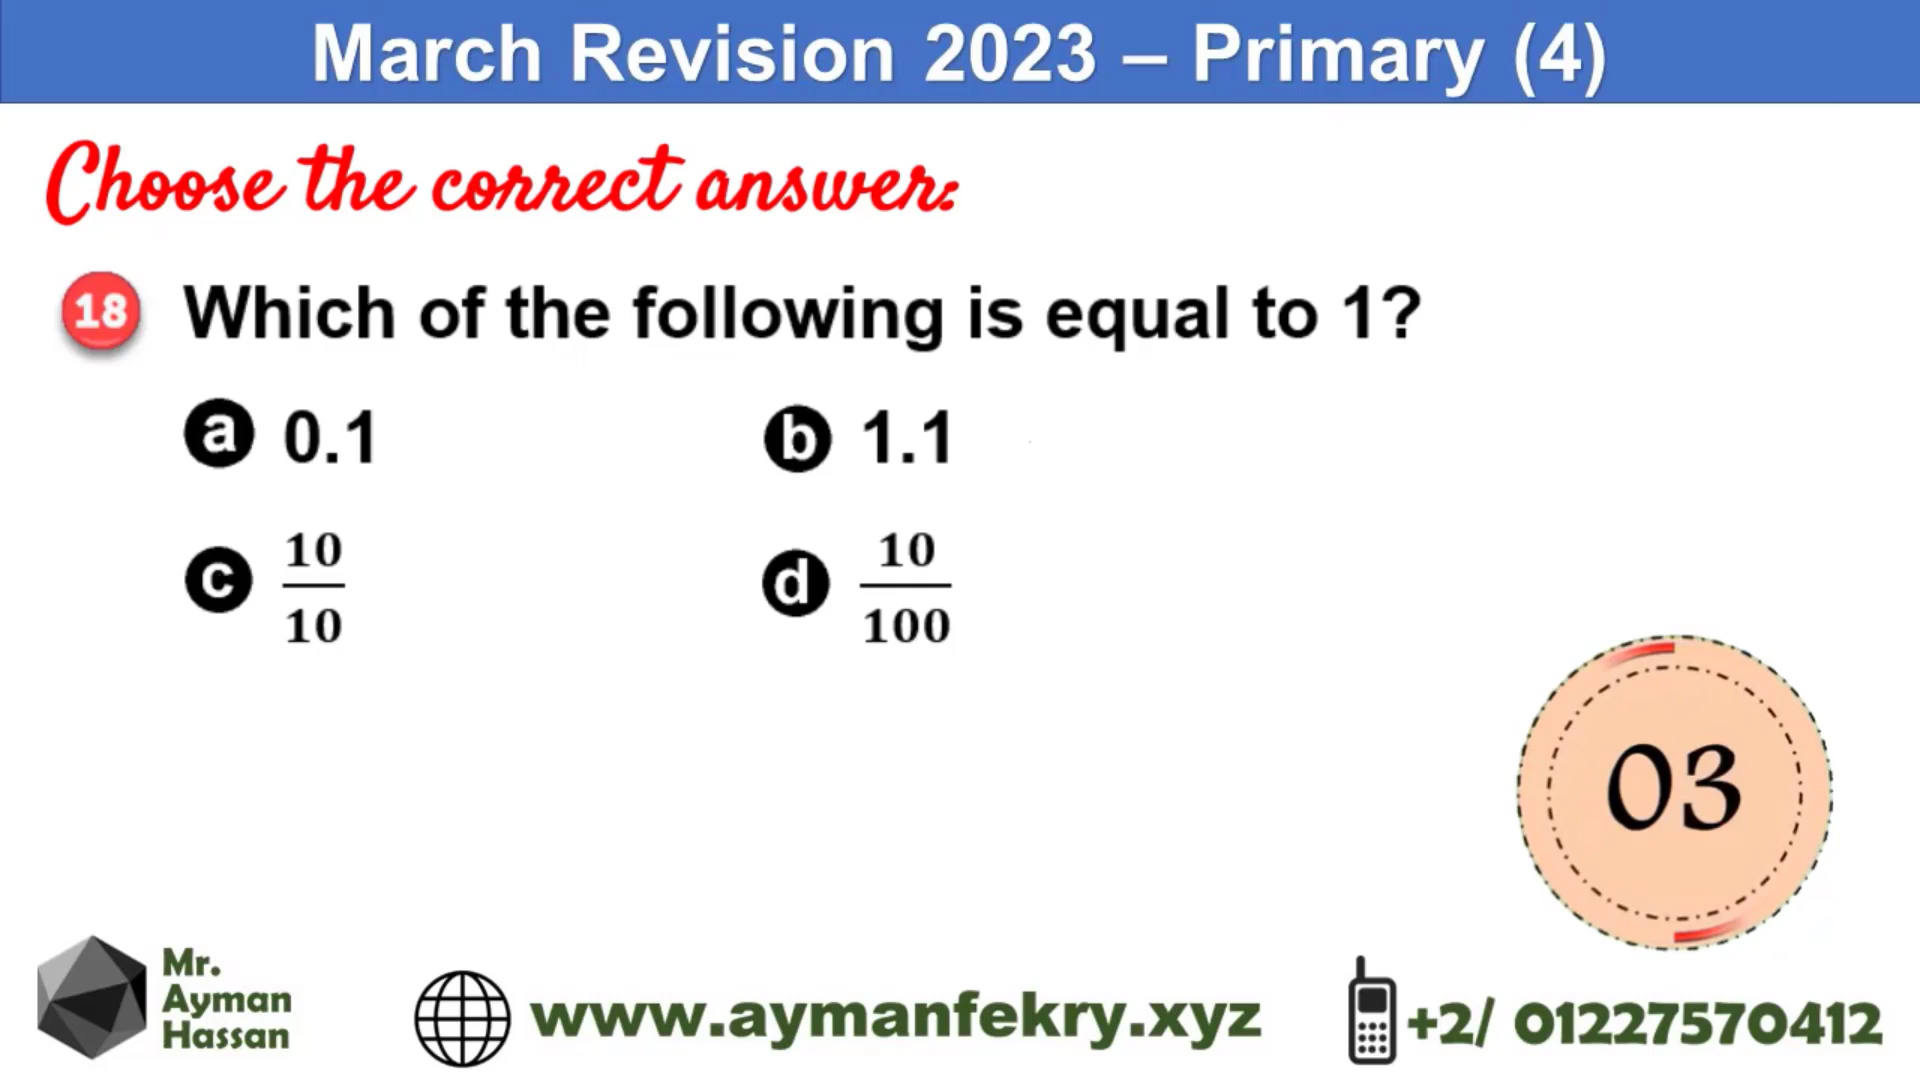 March Revision 2023 – Primary (4)
Choose the correct answer:
18 Which of the following is equal to 1?
a 0.1
b 1.1
c 10/10
d 10/100
03
Mr.
Ayman
Hassan
www.aymanfekry.xyz
+2/ 01227570412